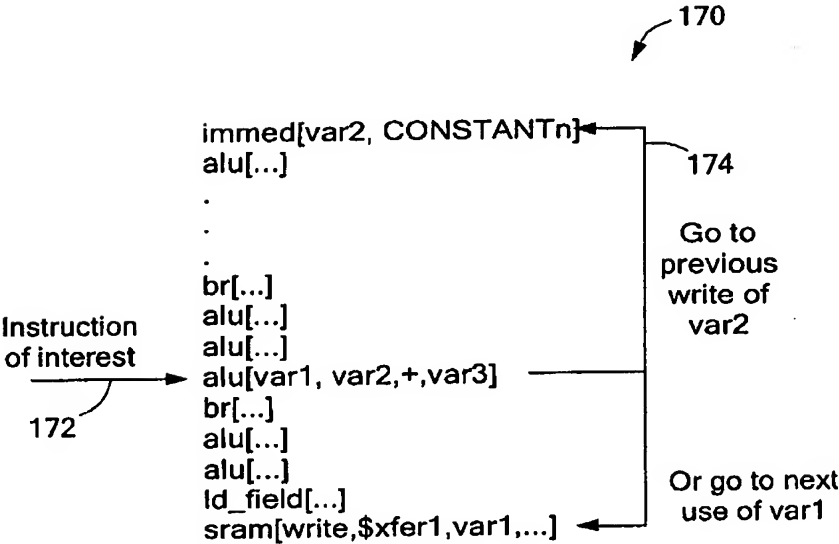 170
immed[var2, CONSTANTn]
alu[...]
174
.
.
.
Go to
previous
write of
var2
br[...]
alu[...]
alu[...]
Instruction
of interest
alu[var1, var2,+,var3]
172
br[...]
alu[...]
alu[...]
ld_field[...]
sram[write,$xfer1,var1,...]
Or go to next
use of var1